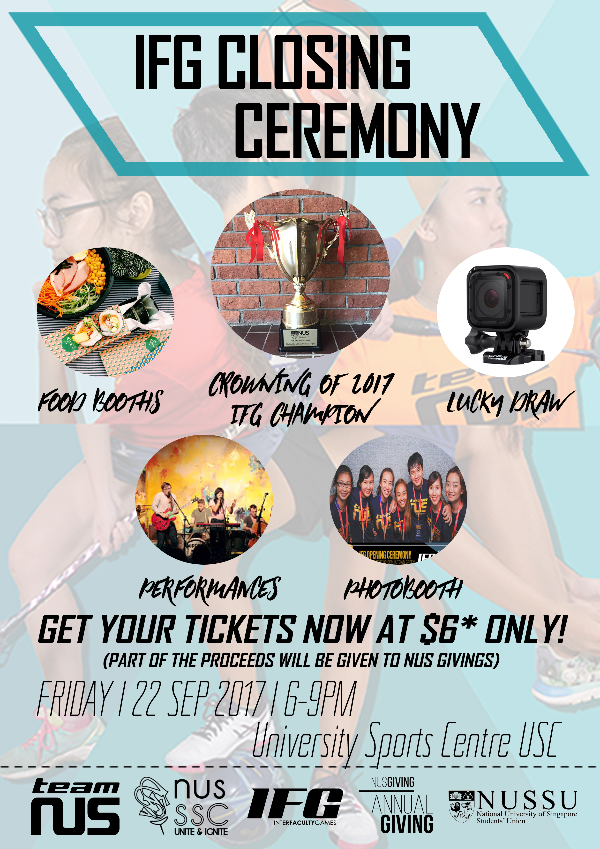 IFG CLOSING
CEREMONY
FOOD BOOTHS
CROWNING OF 2017
IFG CHAMPION
LUCKY DRAW
PERFORMANCES
PHOTOBOOTH
GET YOUR TICKETS NOW AT $6* ONLY!
(PART OF THE PROCEEDS WILL BE GIVEN TO NUS GIVINGS)
FRIDAY | 22 SEP 2017 | 6-9PM
University Sports Centre USC
team
NUS
nus
ssc
UNITE & IGNITE
IFG
INTERFACULTYGAMES
NUSGIVING
ANNUAL
GIVING
NUSSU
National University of Singapore
Students' Union